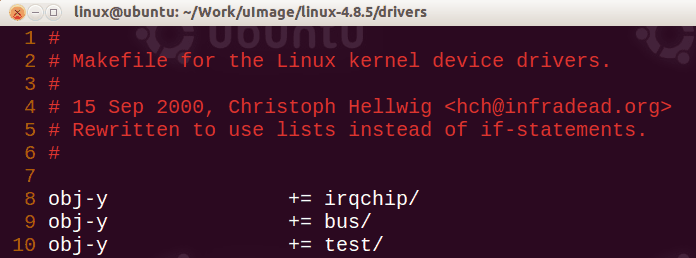 linux@ubuntu: ~/Work/uImage/linux-4.8.5/drivers
1 #
2 # Makefile for the Linux kernel device drivers.
3 #
4 # 15 Sep 2000, Christoph Hellwig <hch@infradead.org>
5 # Rewritten to use lists instead of if-statements.
6 #
7
8 obj-y               += irqchip/
9 obj-y               += bus/
10 obj-y               += test/
ubuntu